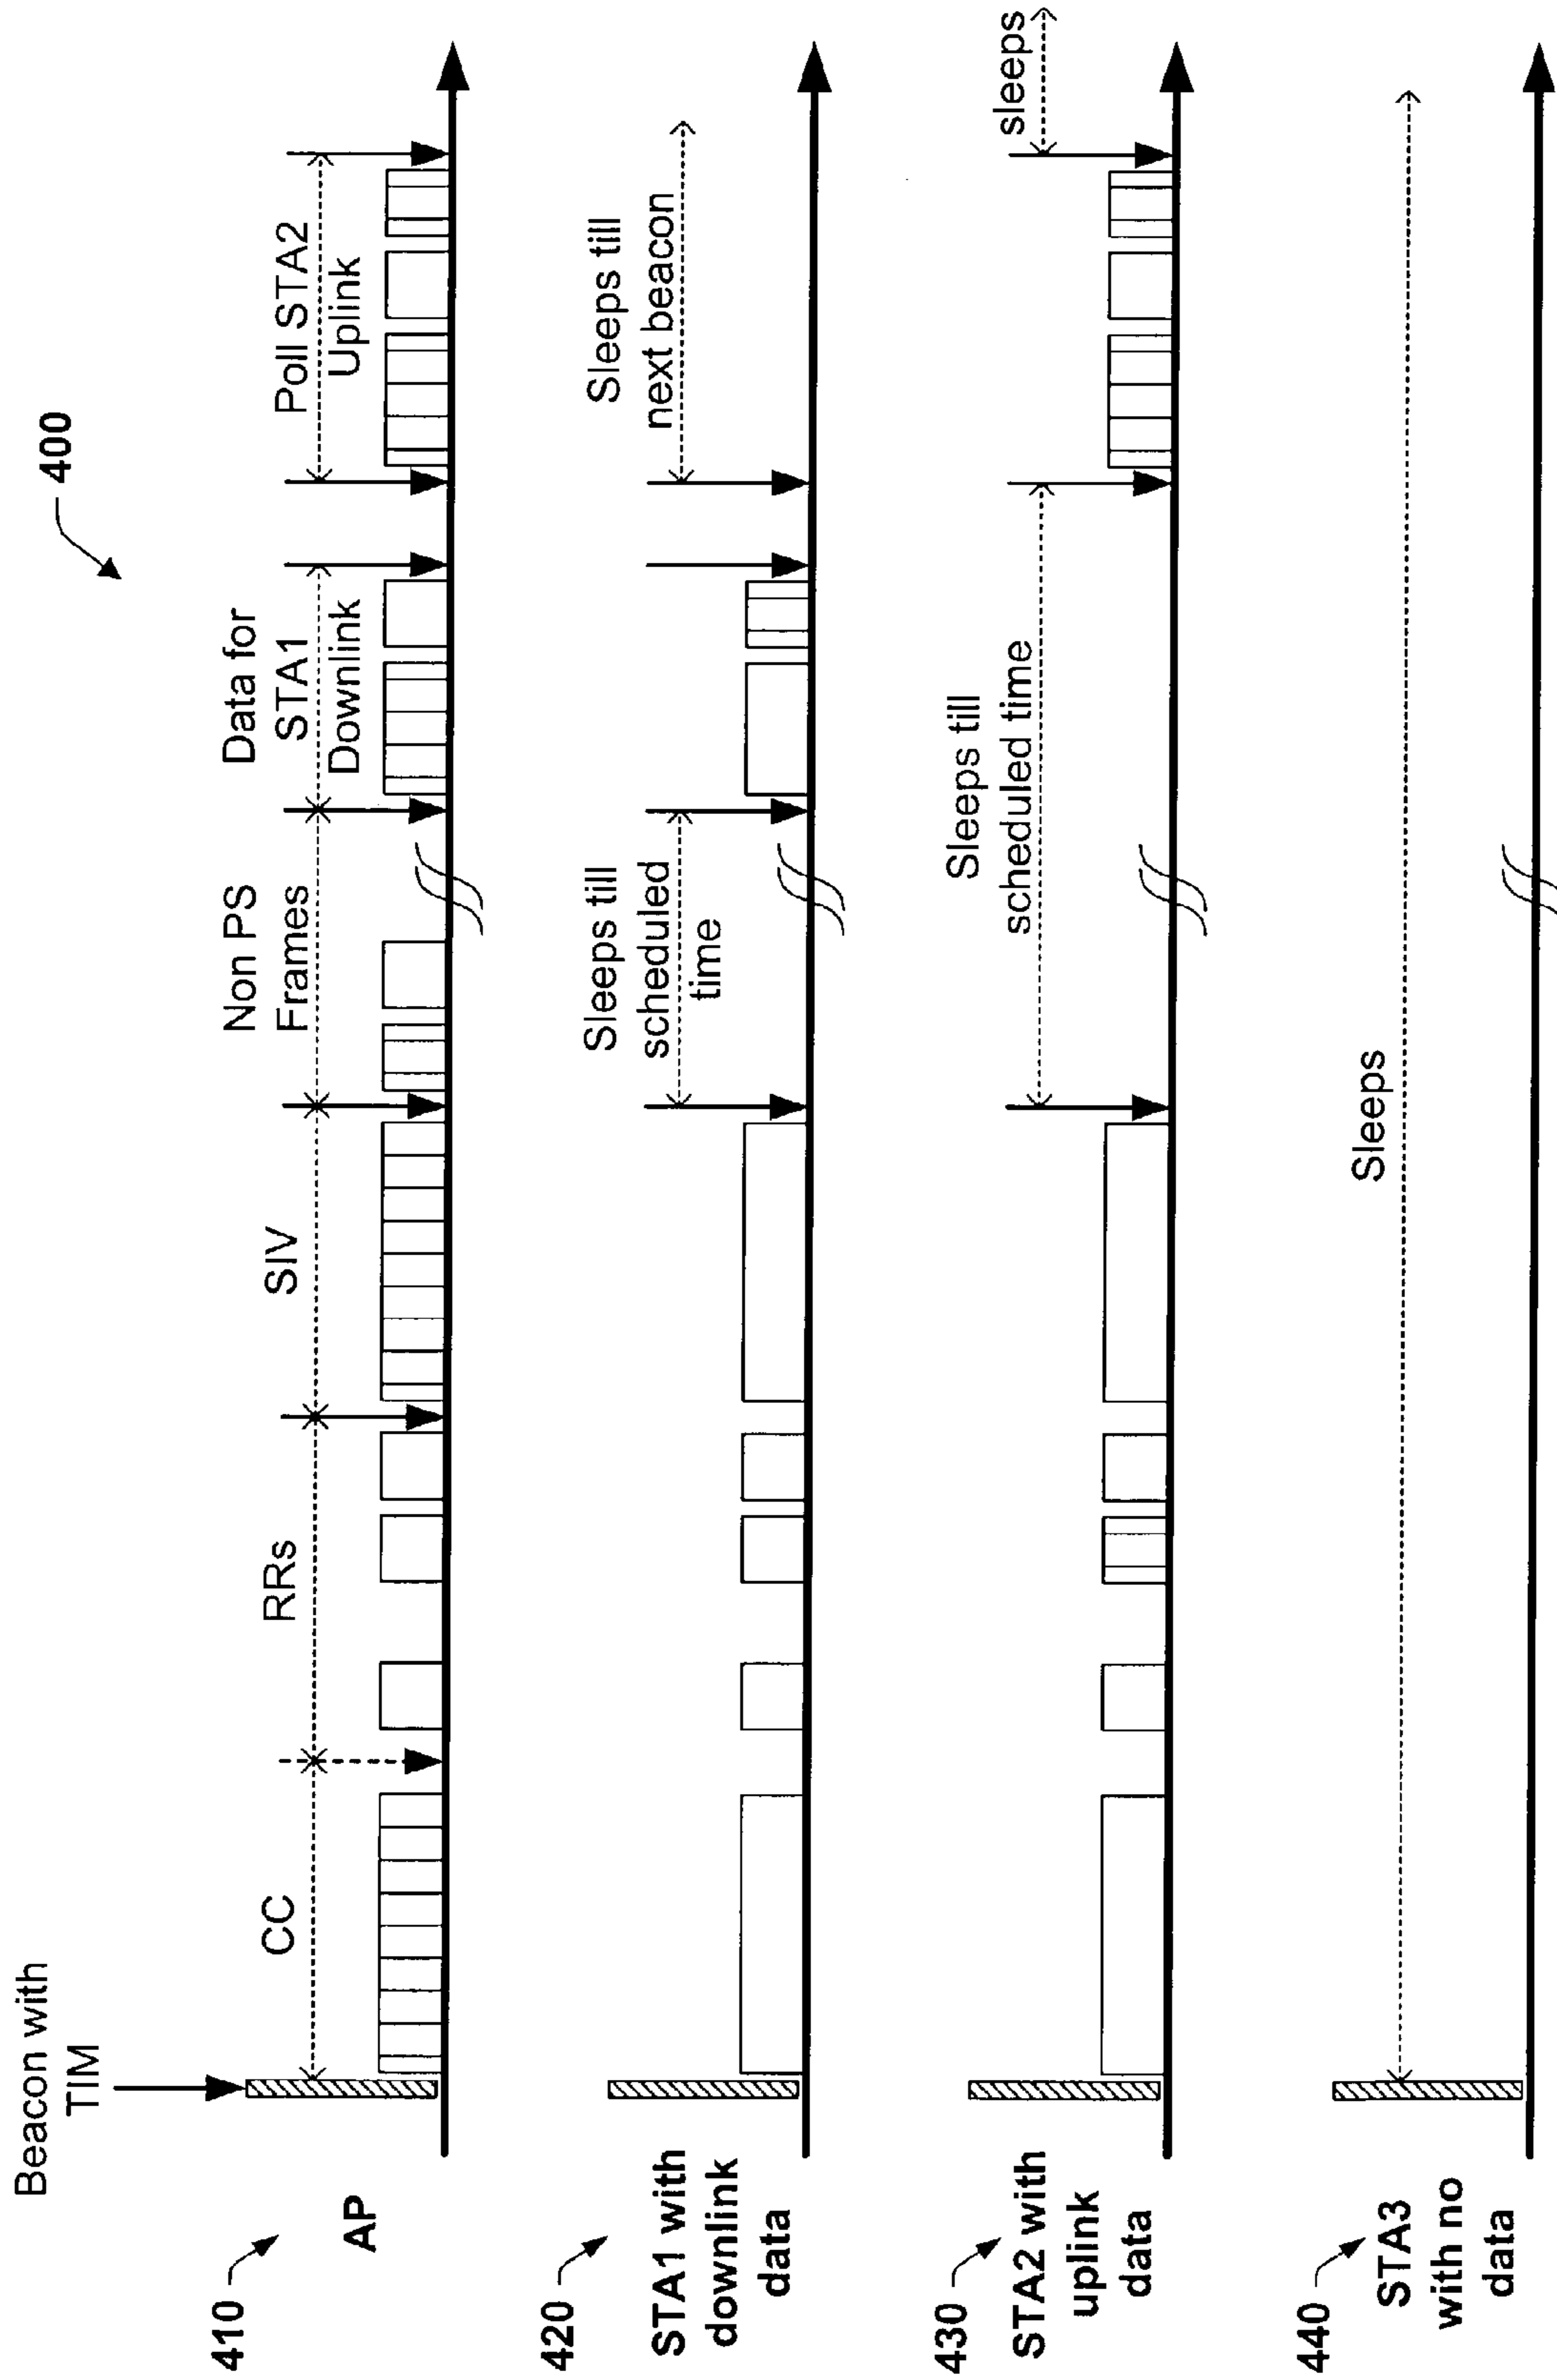 400
Beacon with
TIM
CC
RRs
SIV
Non PS
Frames
Data for
STA1
Downlink
Poll STA2
Uplink
410
AP
420
STA1 with
downlink
data
Sleeps till
scheduled
time
Sleeps till
next beacon
430
STA2 with
uplink
data
Sleeps till
scheduled time
sleeps
440
STA3
with no
data
Sleeps